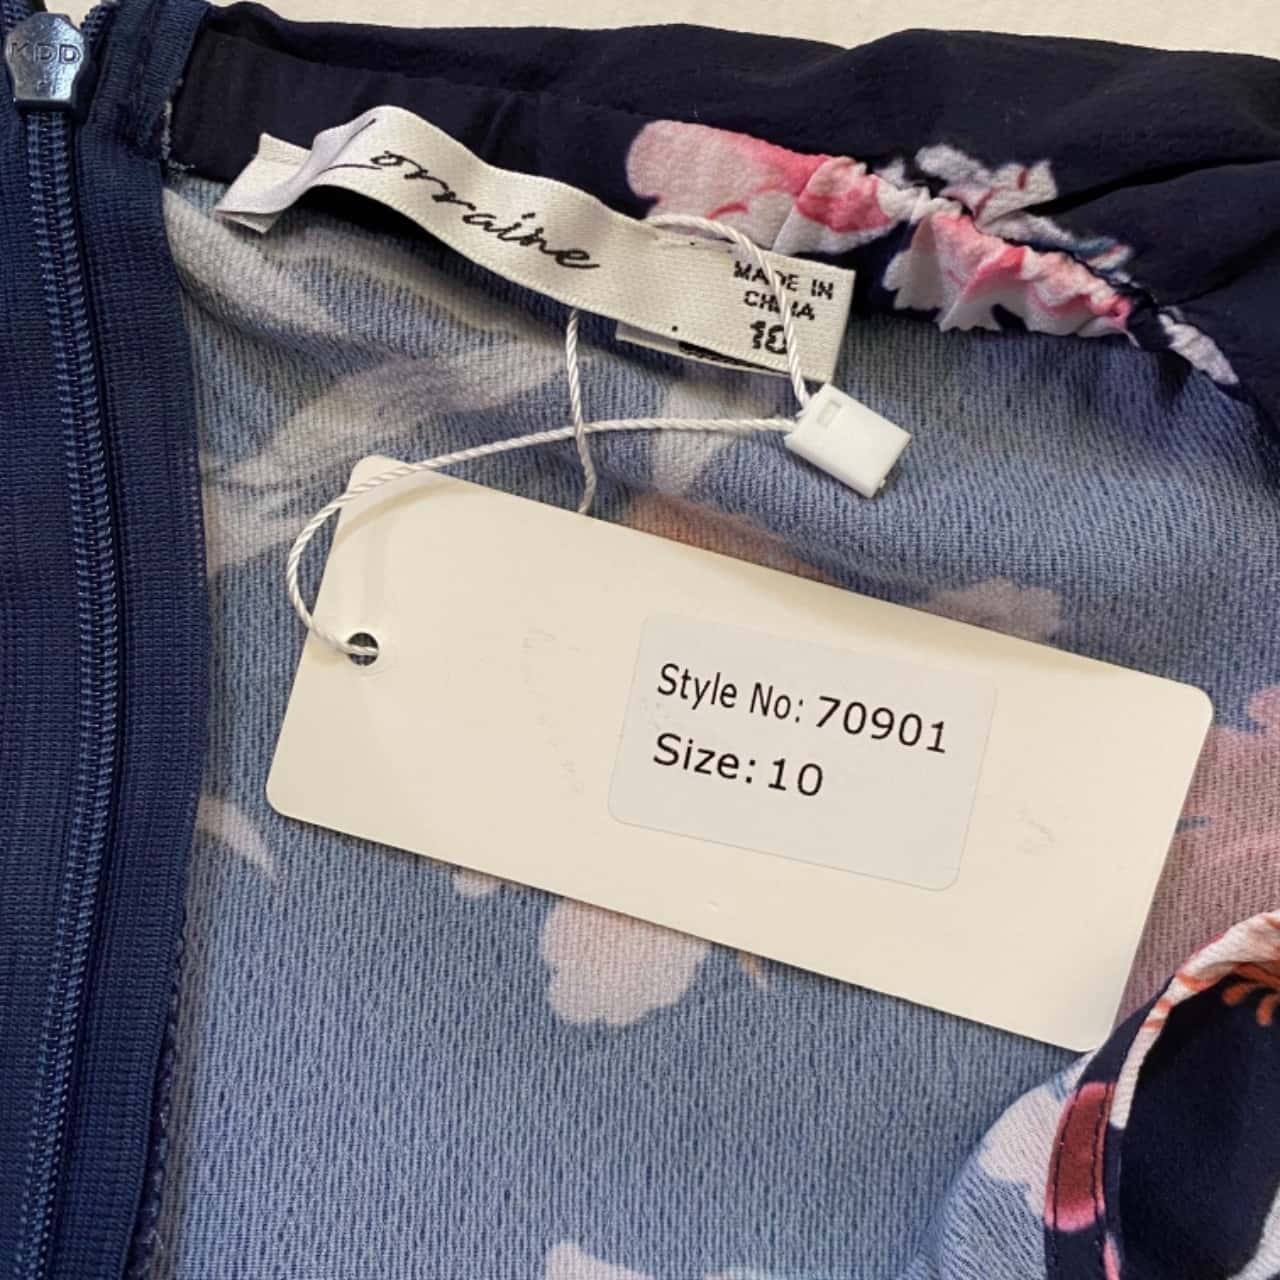 KDD
Lorraine
MADE IN
CHINA
10
Style No: 70901
Size: 10